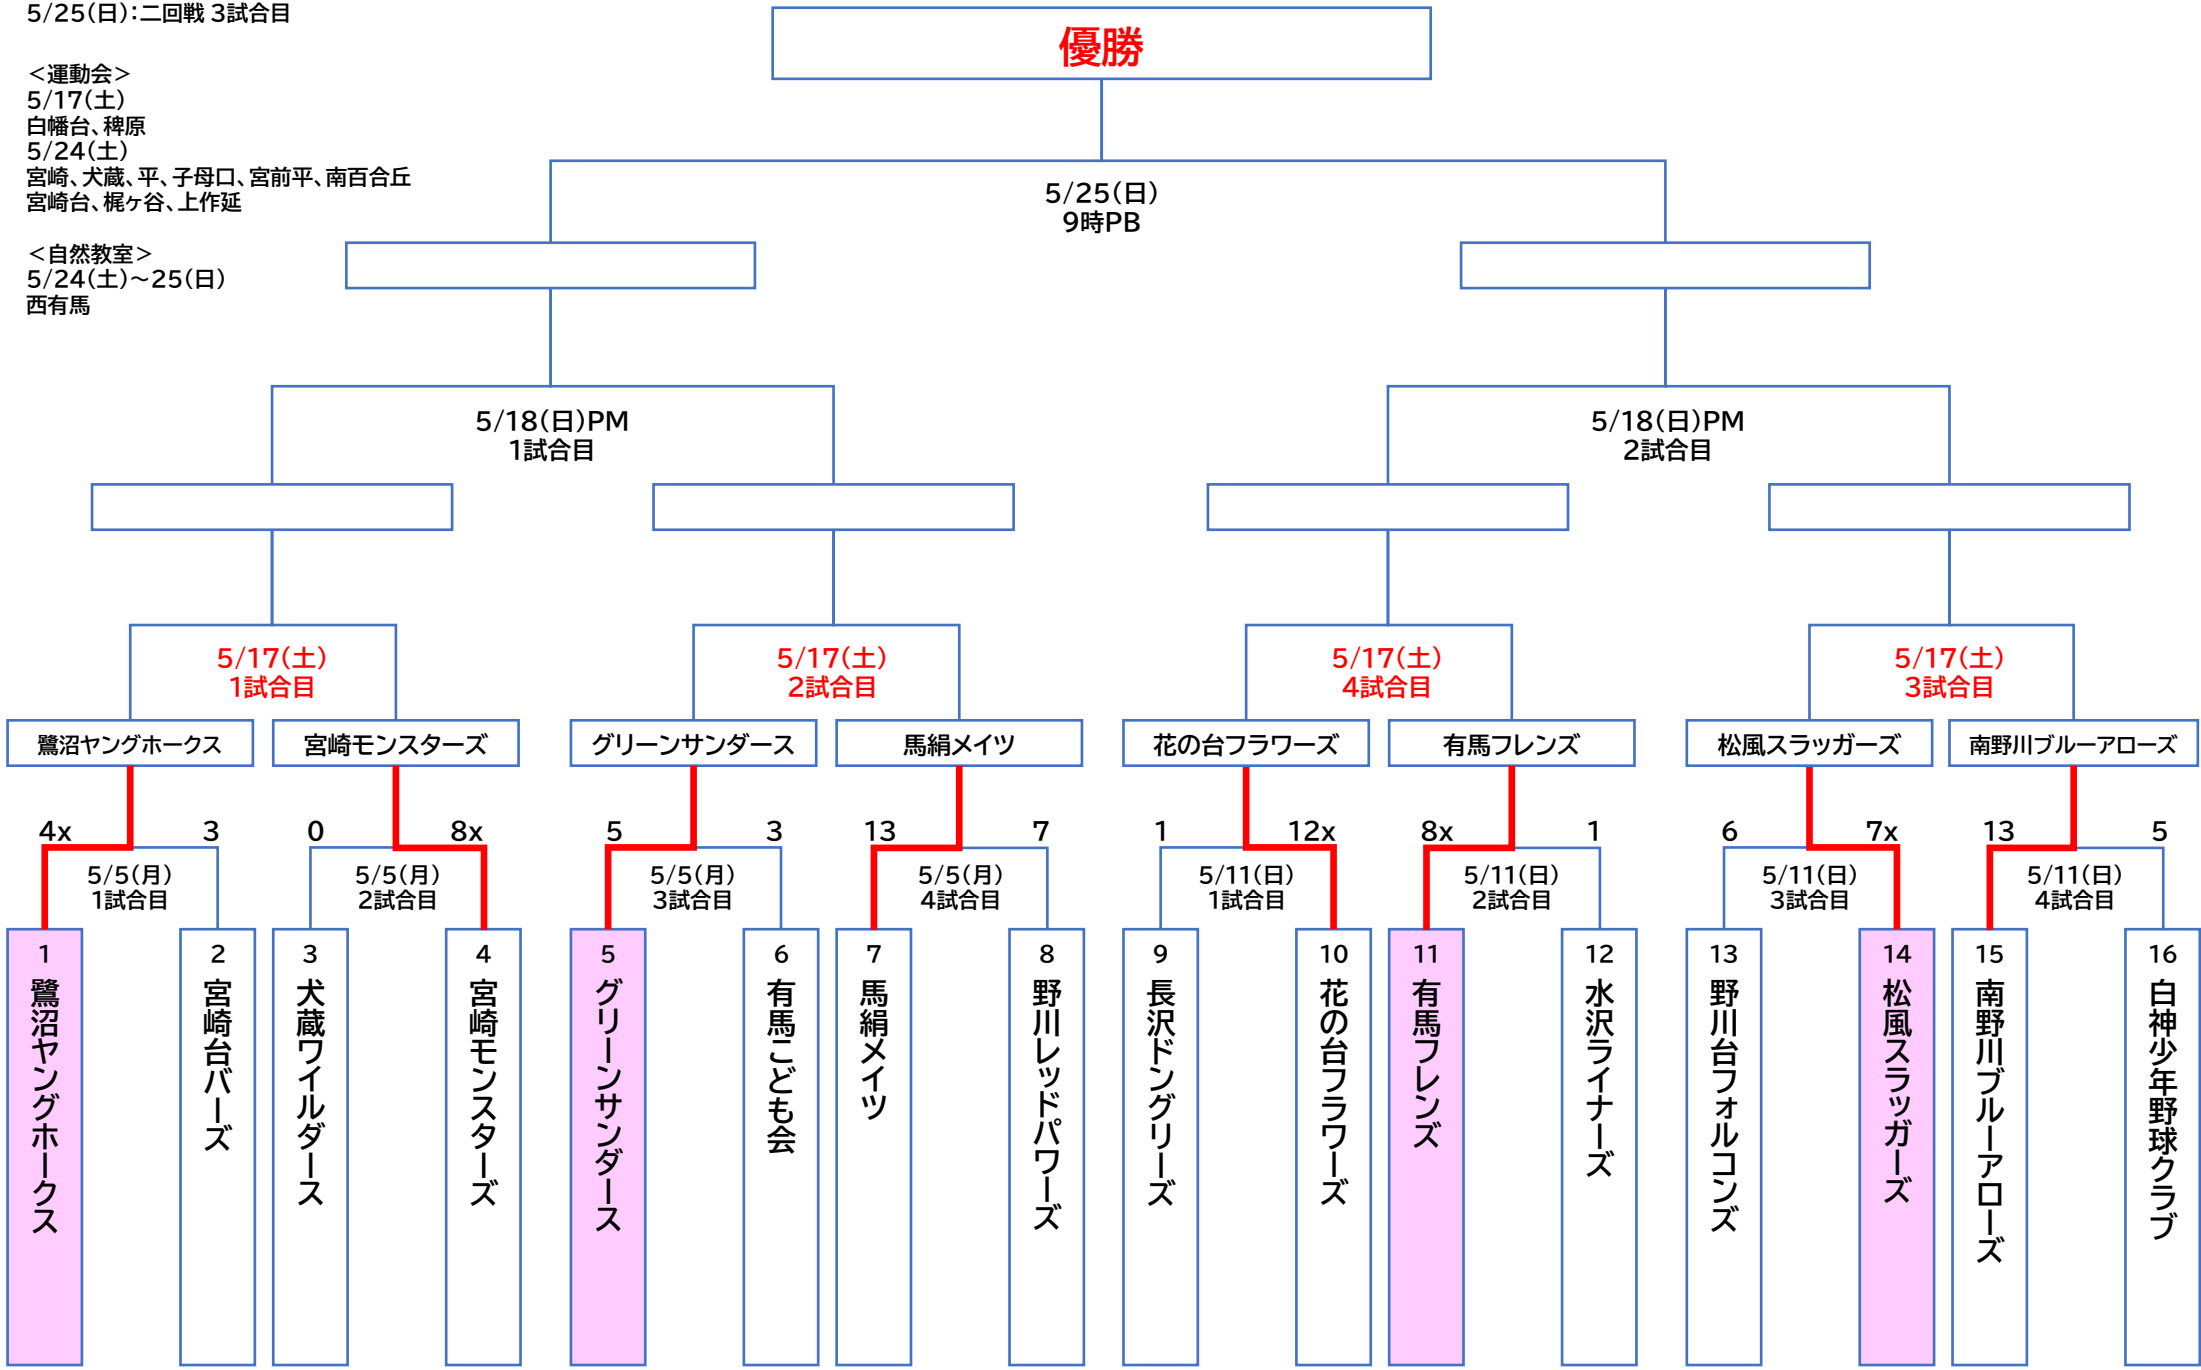 5/25(日):二回戦 3試合目
<運動会>
5/17(土)
白幡台、稗原
5/24(土)
宮崎、犬蔵、平、子母口、宮前平、南百合丘
宮崎台、梶ヶ谷、上作延
<自然教室>
5/24(土)~25(日)
西有馬
優勝
5/25(日)
9時PB
5/18(日)PM
1試合目
5/18(日)PM
2試合目
5/17(土)
1試合目
5/17(土)
2試合目
5/17(土)
4試合目
5/17(土)
3試合目
鷺沼ヤングホークス
宮崎モンスターズ
グリーンサンダース
馬絹メイツ
花の台フラワーズ
有馬フレンズ
松風スラッガーズ
南野川ブルーアローズ
4x
3
0
8x
5
3
13
7
1
12x
8x
1
6
7x
13
5
5/5(月)
1試合目
5/5(月)
2試合目
5/5(月)
3試合目
5/5(月)
4試合目
5/11(日)
1試合目
5/11(日)
2試合目
5/11(日)
3試合目
5/11(日)
4試合目
1
鷺沼ヤングホークス
2
宮崎台バーズ
3
犬蔵ワイルダース
4
宮崎モンスターズ
5
グリーンサンダース
6
有馬こども会
7
馬絹メイツ
8
野川レッドパワーズ
9
長沢ドングリーズ
10
花の台フラワーズ
11
有馬フレンズ
12
水沢ライナーズ
13
野川台フォルコンズ
14
松風スラッガーズ
15
南野川ブルーアローズ
16
白神少年野球クラブ